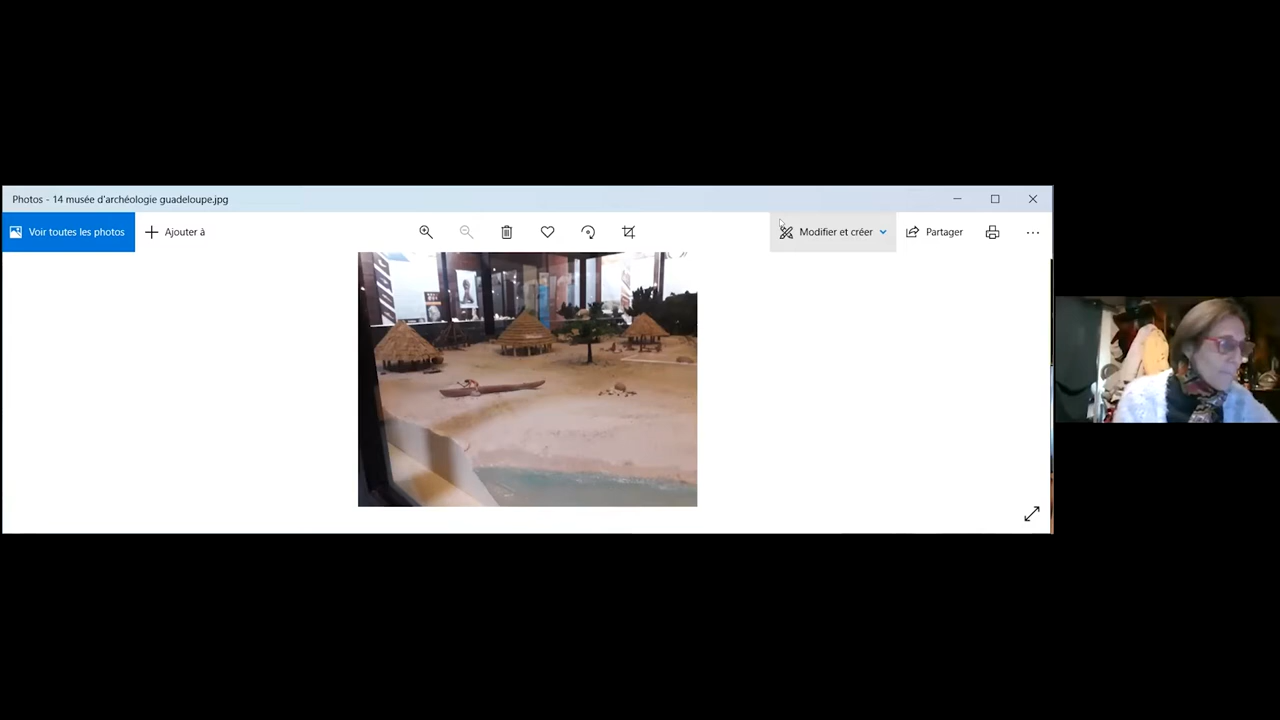 Photos - 14 musée d'archéologie guadeloupe.jpg
Voir toutes les photos
Ajouter à
Modifier et créer
Partager